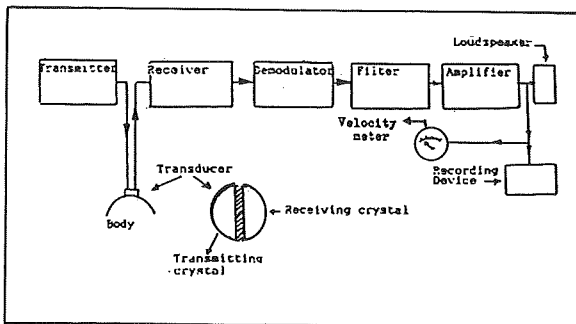 Loudspeaker
Transmitter
Receiver
Demodulator
Filter
Amplifier
Velocity
meter
Recording
Device
Transducer
Body
Receiving crystal
Transmitting
crystal